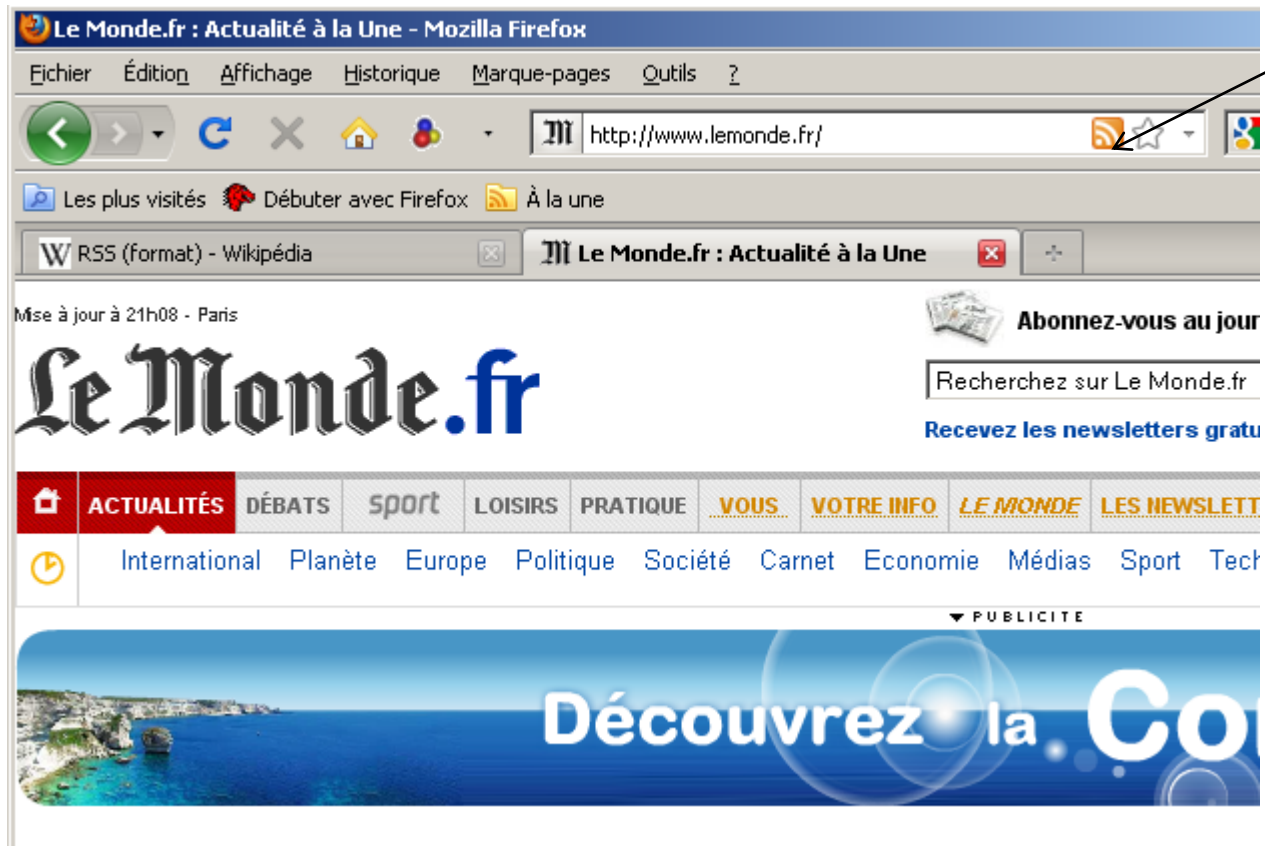 Le Monde.fr : Actualité à la Une - Mozilla Firefox
Fichier Édition Affichage Historique Marque-pages Outils ?
http://www.lemonde.fr/
Les plus visités Débuter avec Firefox À la une
RSS (format) - Wikipédia Le Monde.fr : Actualité à la Une
Mise à jour à 21h08 - Paris
Abonnez-vous au jour
Le Monde.fr
Recherchez sur Le Monde.fr
Recevez les newsletters gratu
ACTUALITÉS DÉBATS sport LOISIRS PRATIQUE VOUS VOTRE INFO LE MONDE LES NEWSLETT
International Planète Europe Politique Société Carnet Economie Médias Sport Tech
PUBLICITE
Découvrez la Co